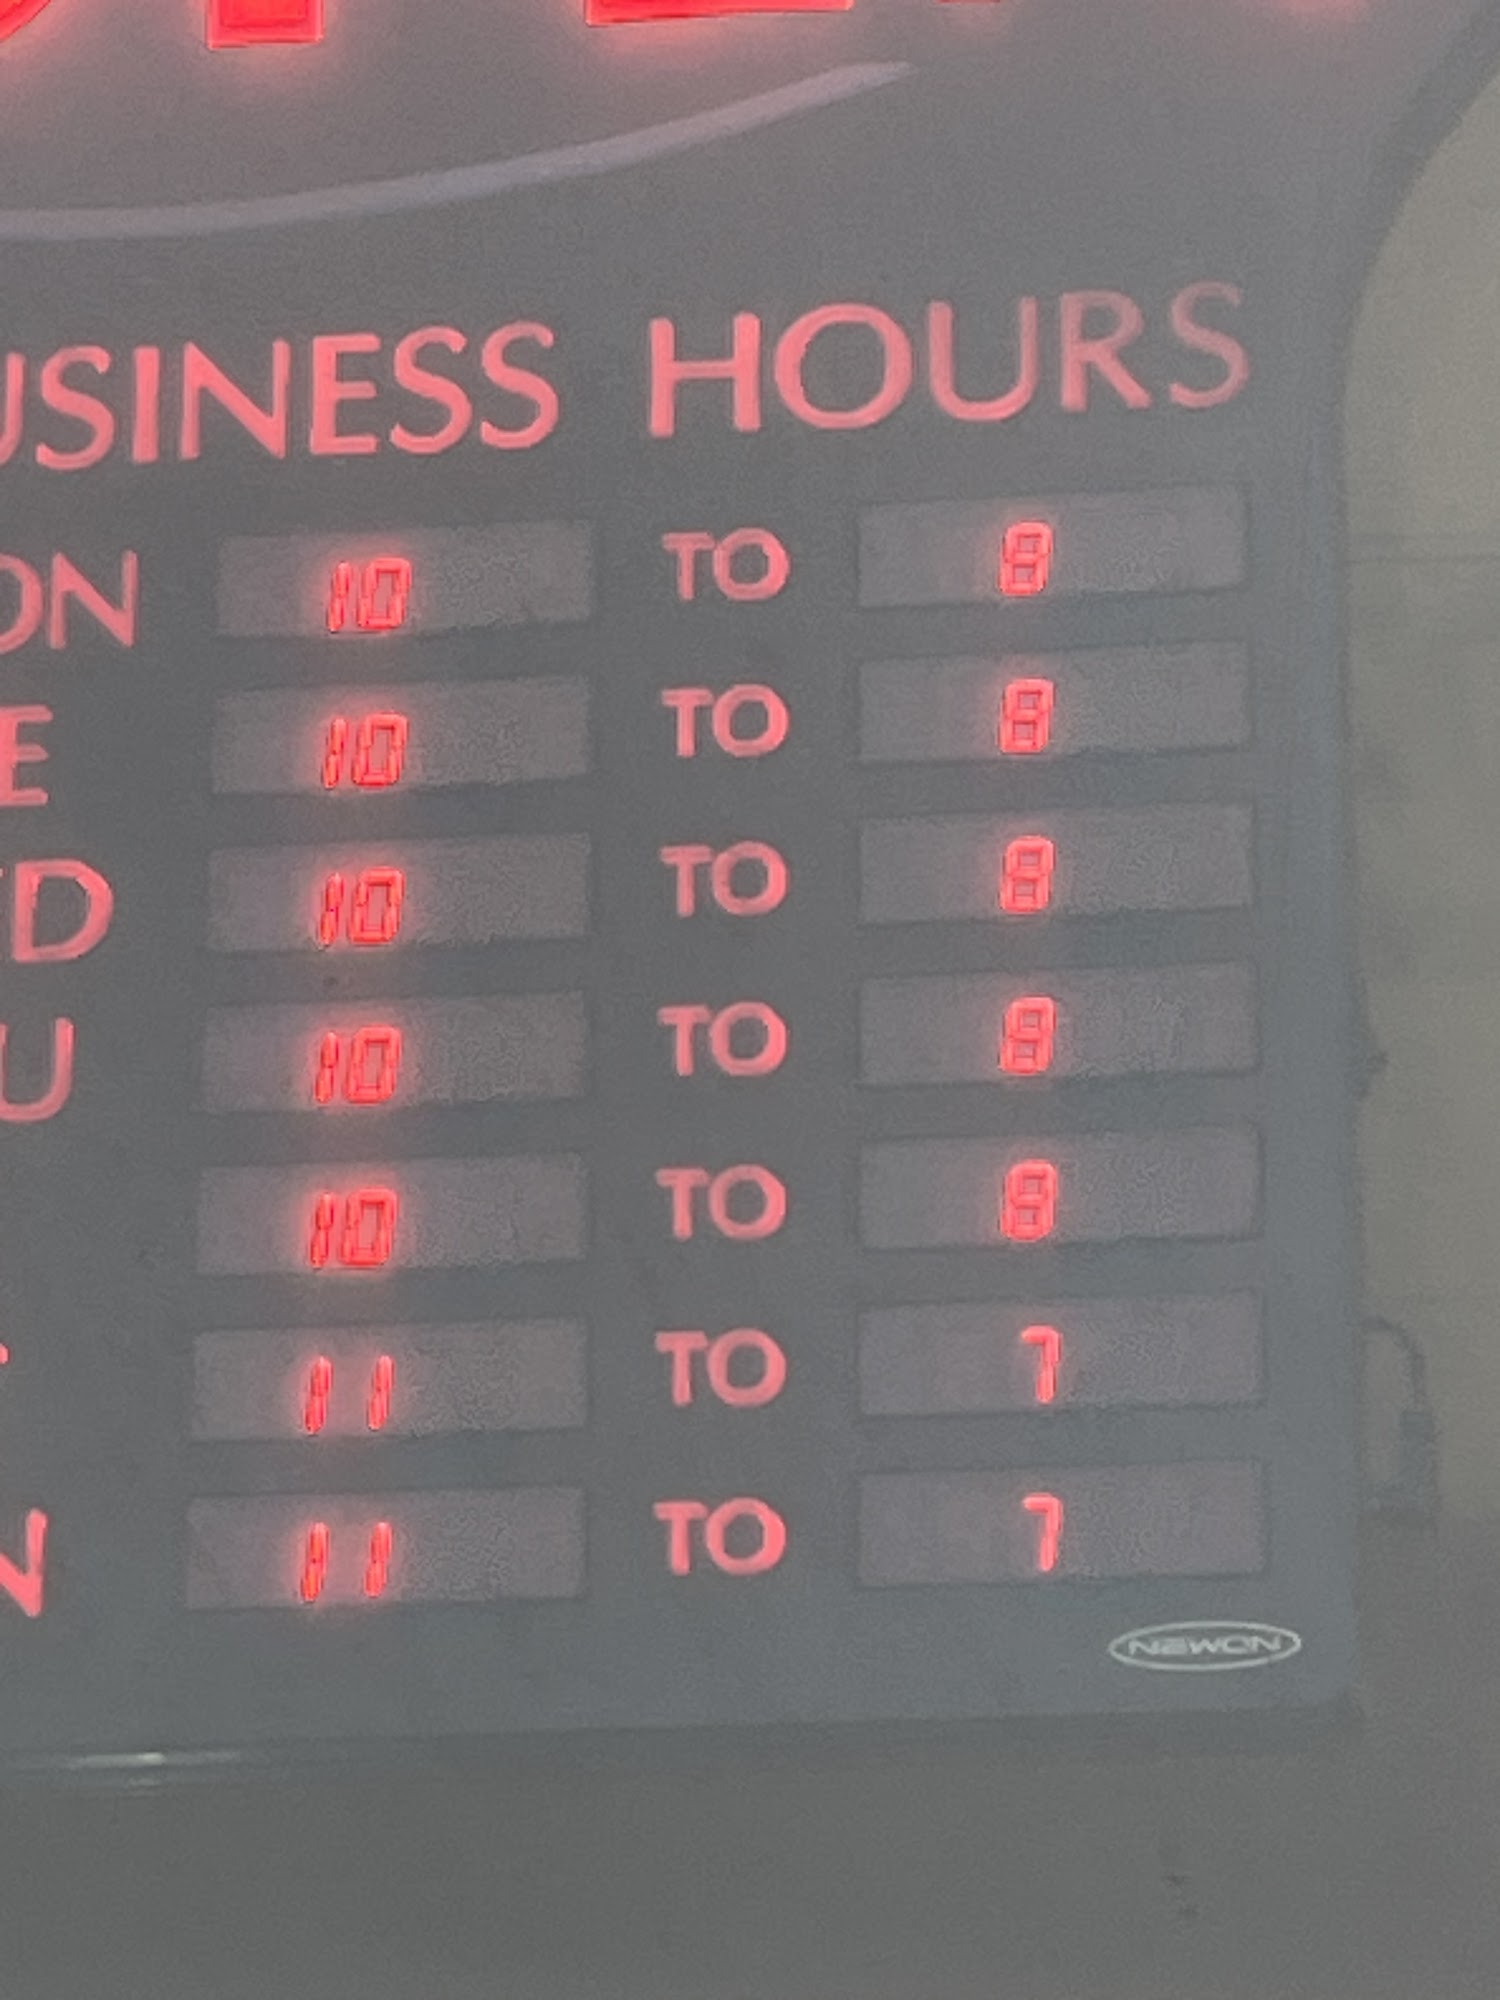 USINESS HOURS
ON 10 TO 8
E 10 TO 8
ED 10 TO 8
U 10 TO 8
10 TO 8
11 TO 7
N 11 TO 7
NEWON